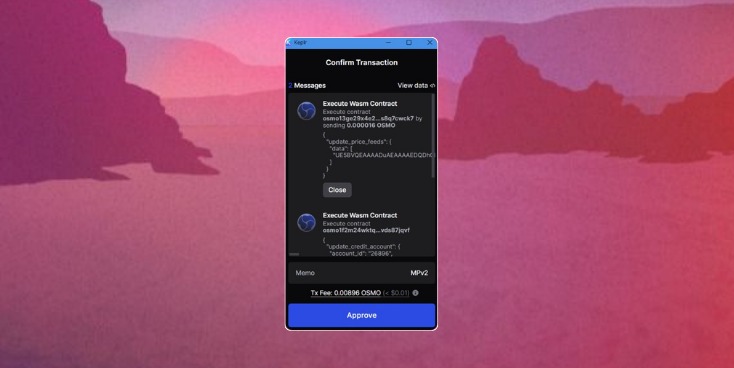 Keplr
Confirm Transaction
2 Messages
View data </>
Execute Wasm Contract
Execute contract
osmo13ge29x4e2...s8q7cwck7 by
sending 0.000016 OSMO
{
"update_price_feeds": {
"data": [
]
}
}
Close
Execute Wasm Contract
Execute contract
osmo1f2m24wktq...vds87jqvf
{
"update_credit_account": {
"account_id": "26806",
Memo
MPv2
Tx Fee: 0.00896 OSMO (< $0.01)
Approve